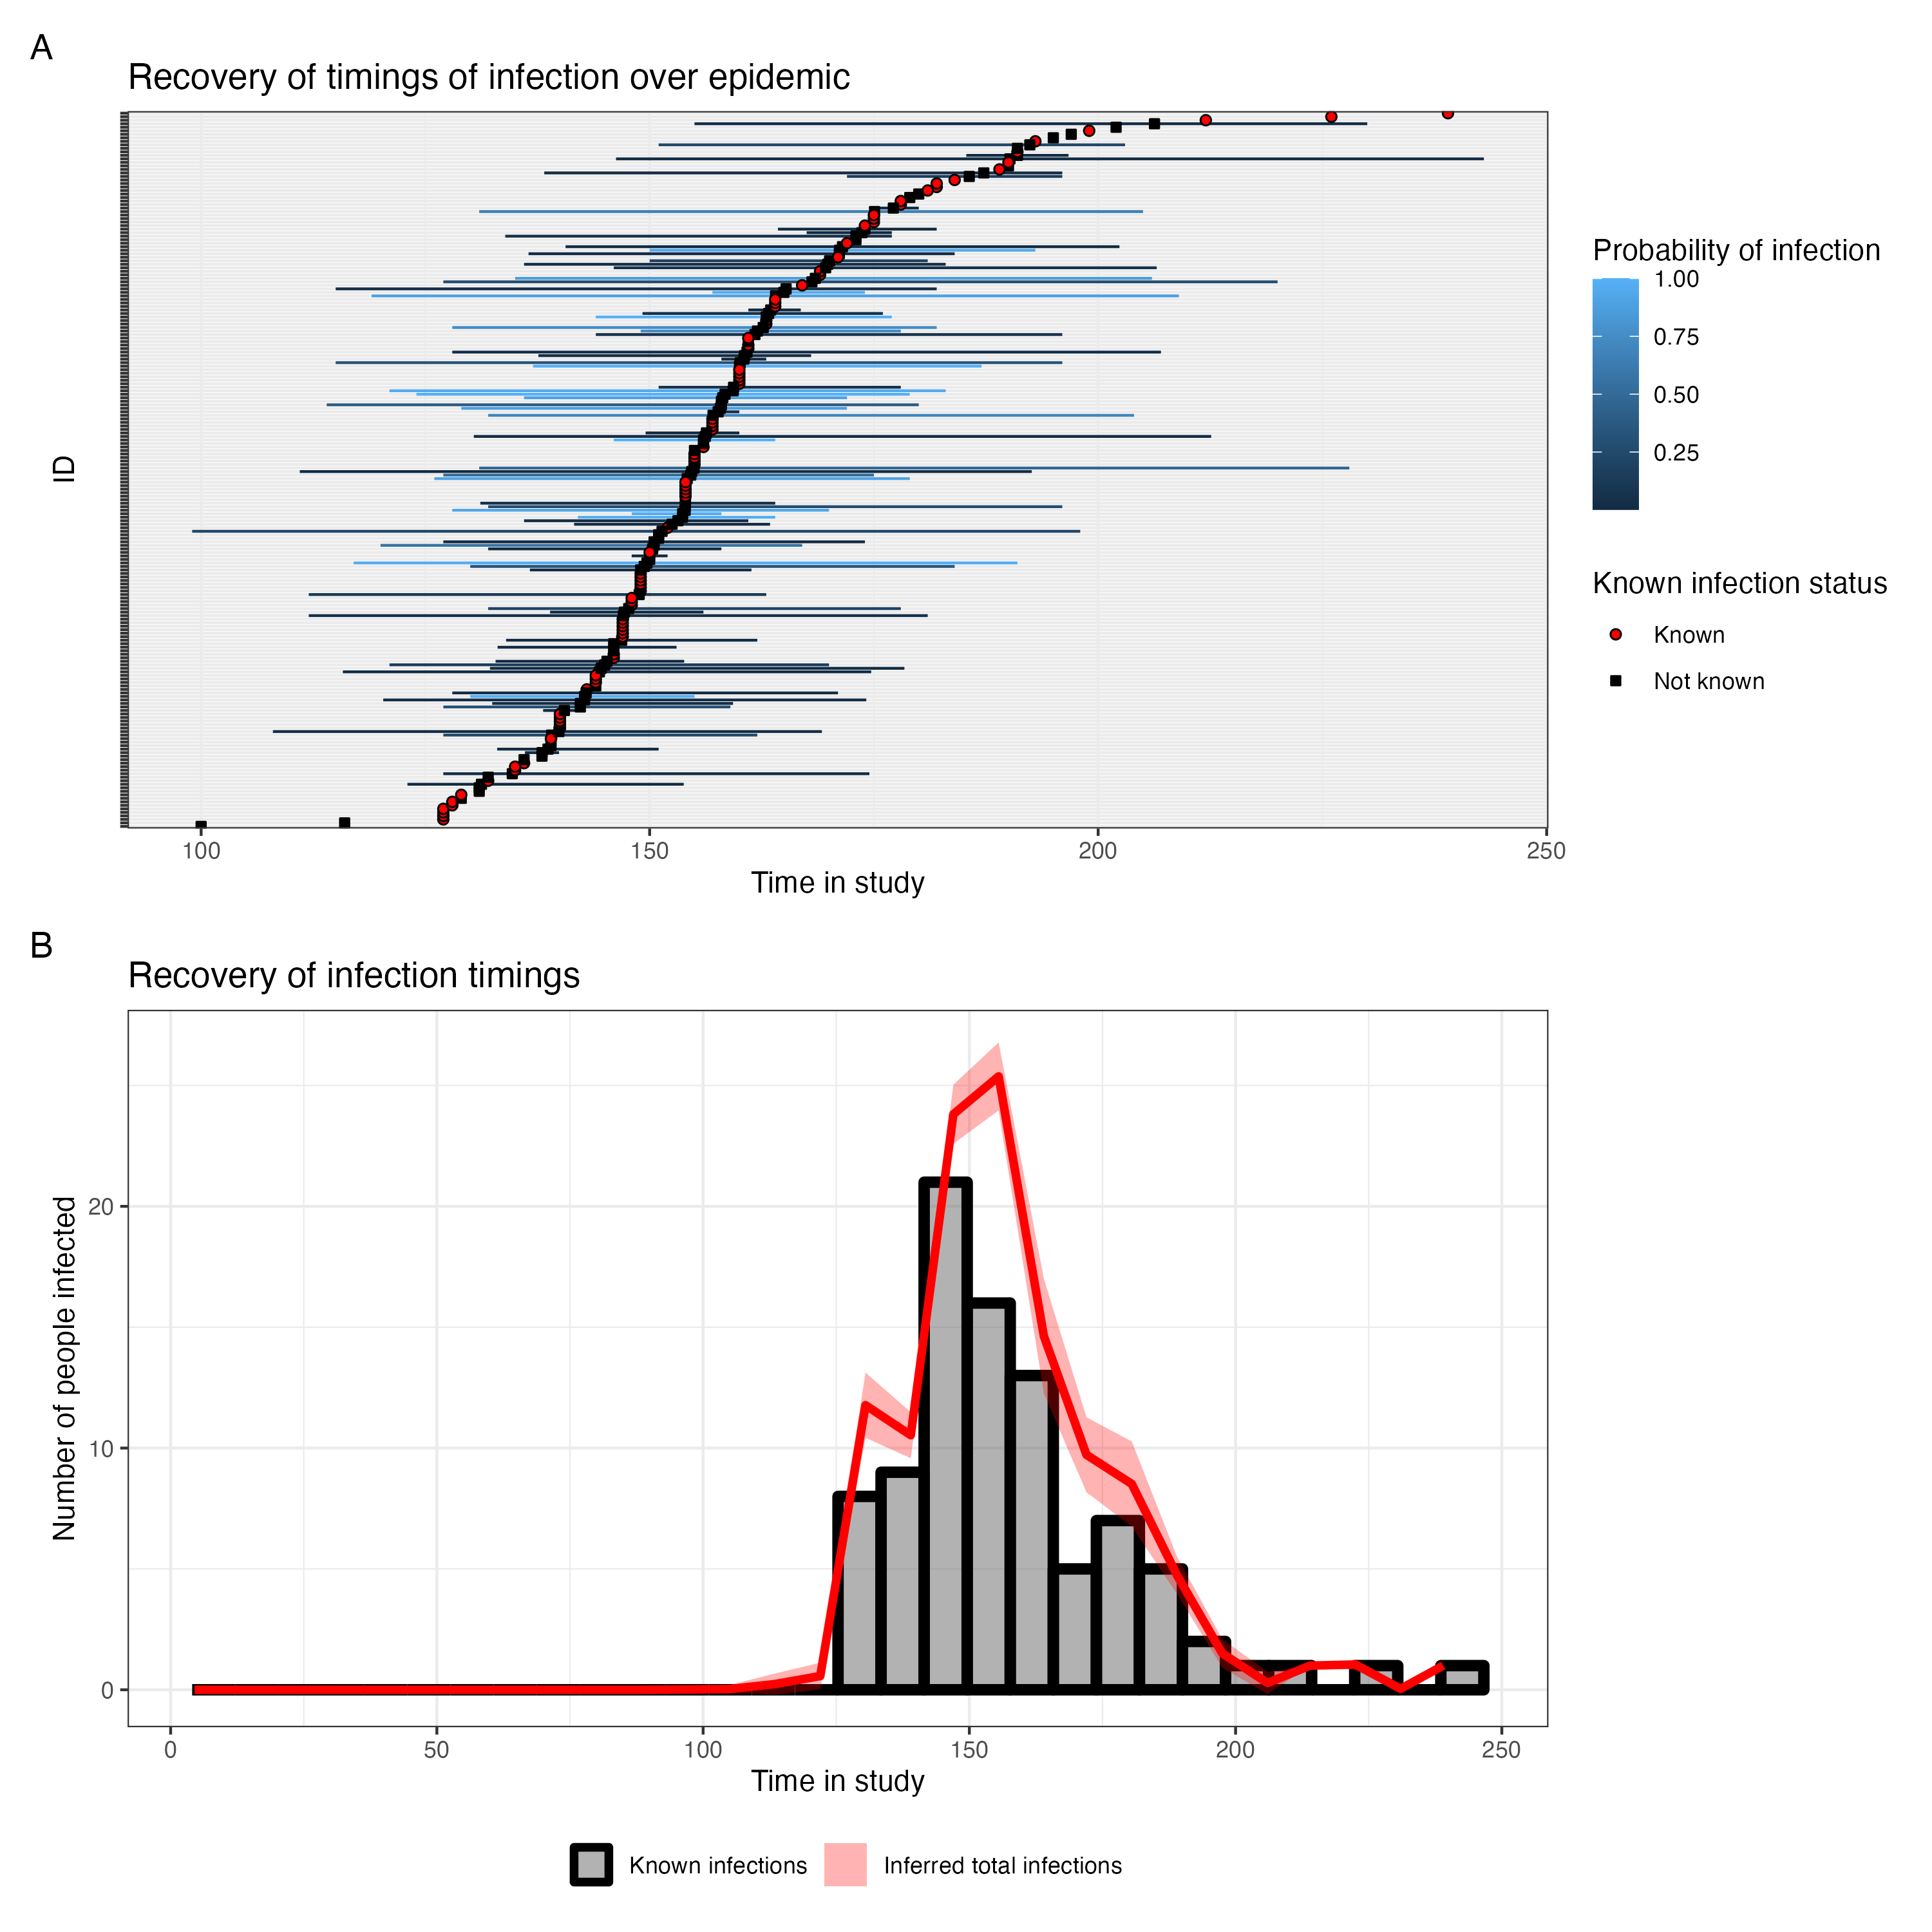 A
Recovery of timings of infection over epidemic
ID
100
150
200
250
Time in study
Probability of infection
1.00
0.75
0.50
0.25
Known infection status
Known
Not known
B
Recovery of infection timings
Number of people infected
20
10
0
0
50
100
150
200
250
Time in study
Known infections
Inferred total infections